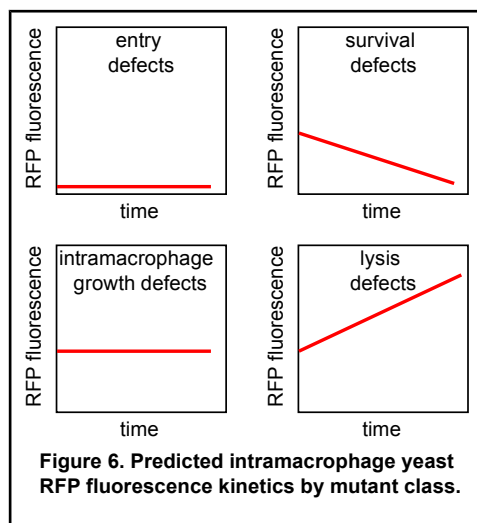 entry
defects
RFP fluorescence
time
survival
defects
RFP fluorescence
time
intramacrophage
growth defects
RFP fluorescence
time
lysis
defects
RFP fluorescence
time
Figure 6. Predicted intramacrophage yeast
RFP fluorescence kinetics by mutant class.